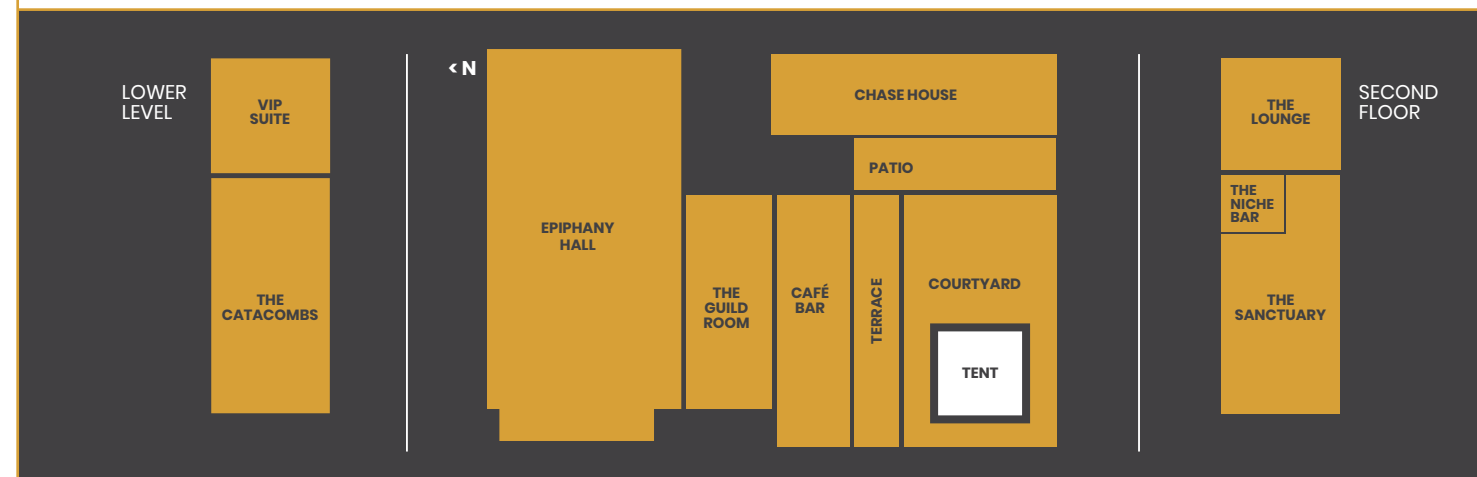 LOWER
LEVEL
VIP
SUITE
THE
CATACOMBS
< N
EPIPHANY
HALL
THE
GUILD
ROOM
CAFÉ
BAR
TERRACE
CHASE HOUSE
PATIO
COURTYARD
TENT
THE
LOUNGE
SECOND
FLOOR
THE
NICHE
BAR
THE
SANCTUARY